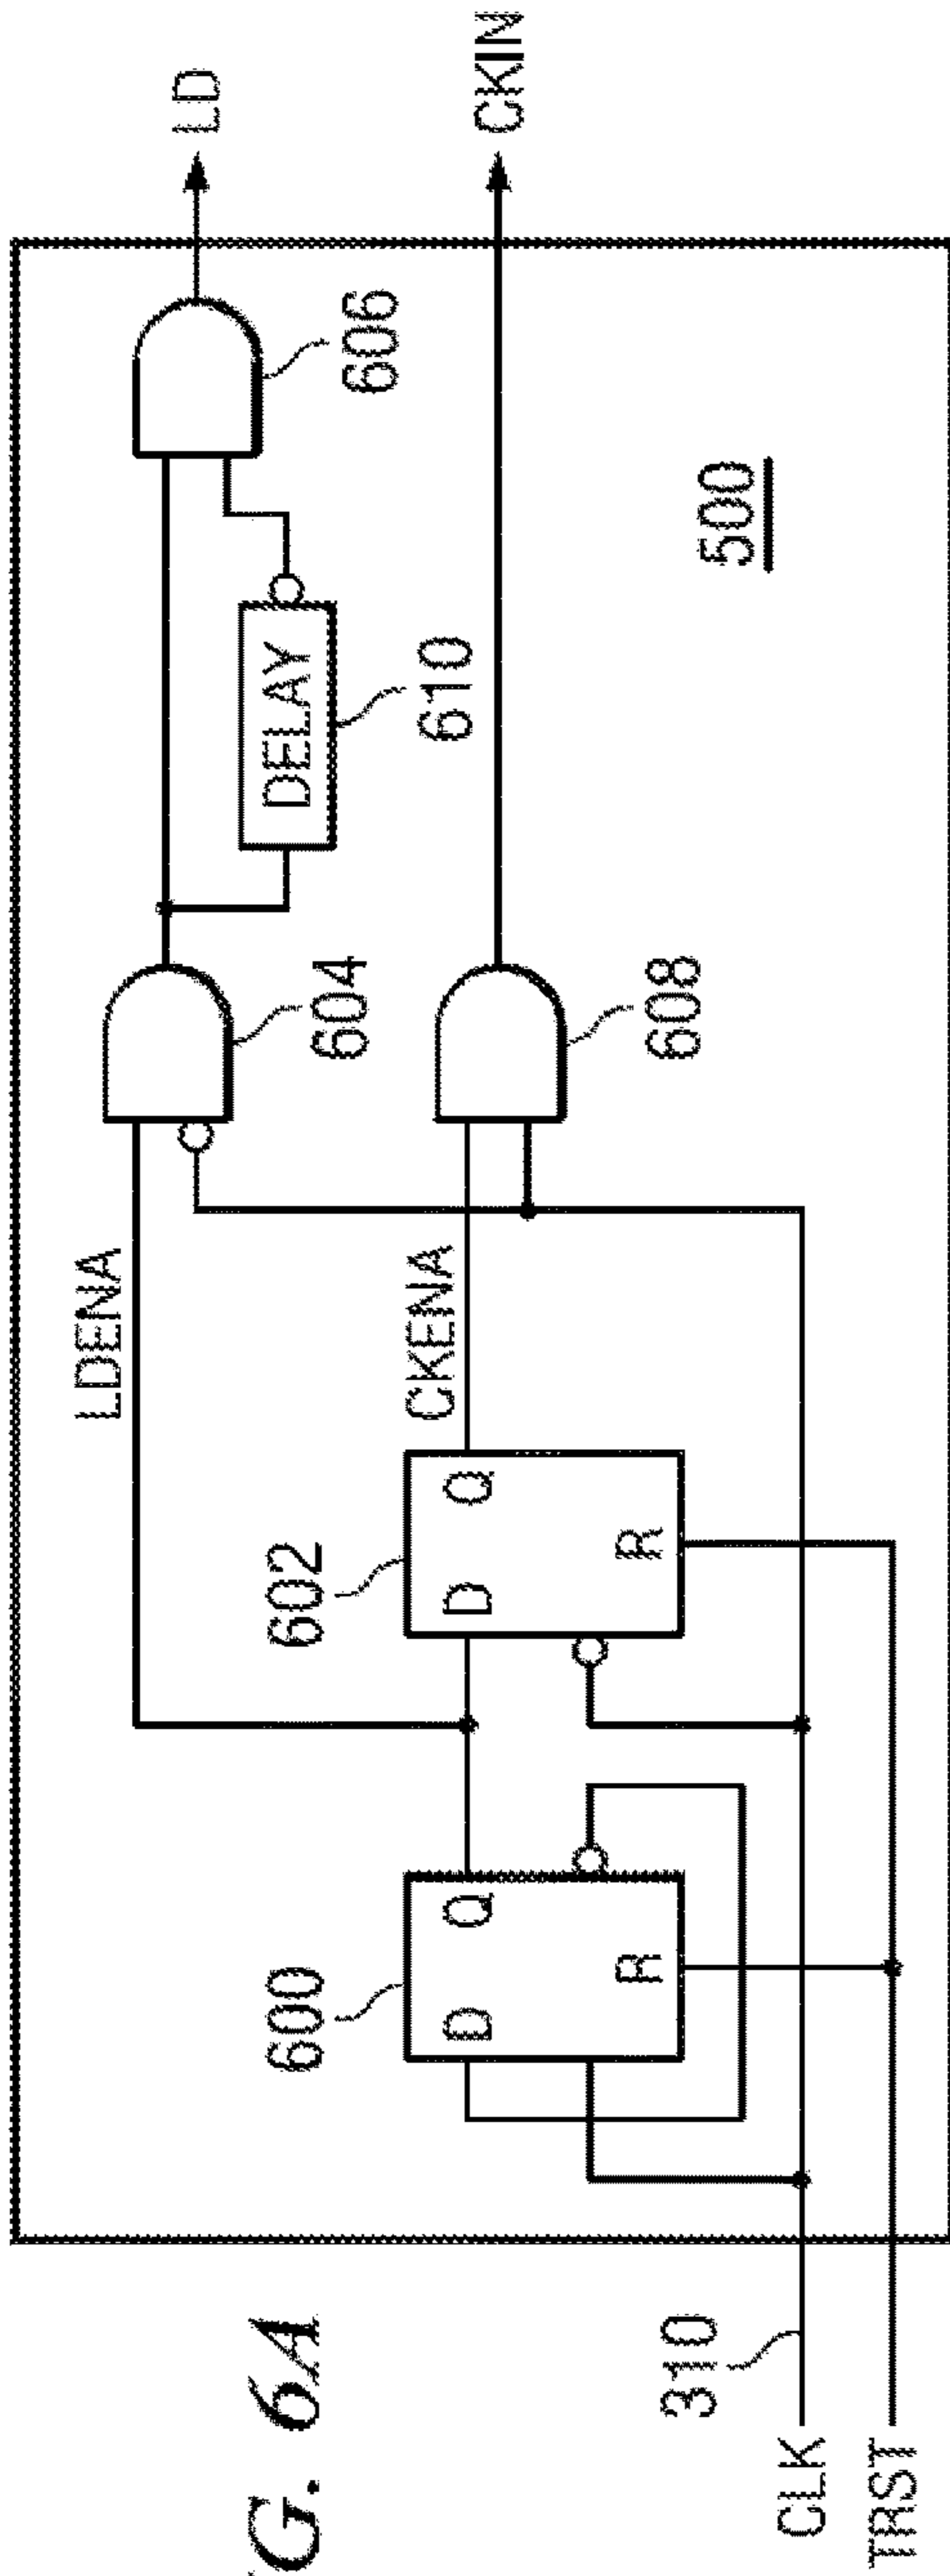 LD
CKIN
606
610
DELAY
500
604
608
LDENA
CKENA
602
D
Q
R
600
D
Q
R
310
CLK
TRST
G. 6A